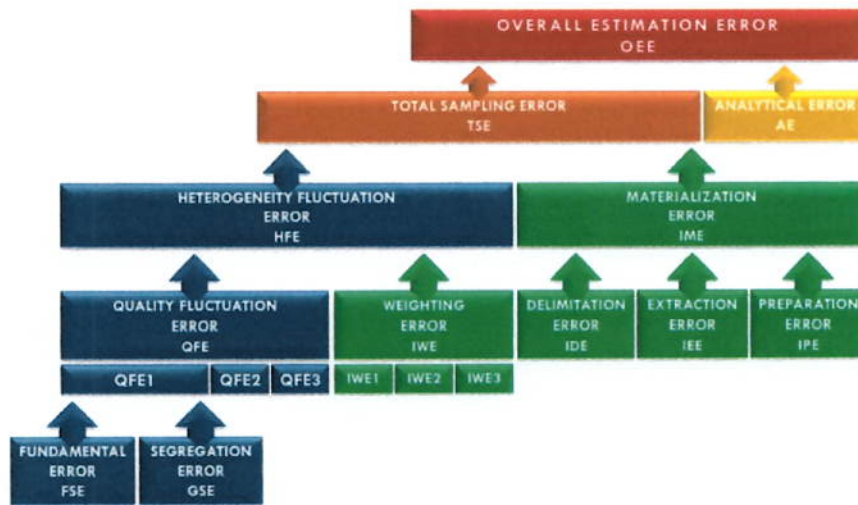 OVERALL ESTIMATION ERROR
OEE
TOTAL SAMPLING ERROR
TSE
ANALYTICAL ERROR
AE
HETEROGENEITY FLUCTUATION
ERROR
HFE
MATERIALIZATION
ERROR
IME
QUALITY FLUCTUATION
ERROR
QFE
WEIGHTING
ERROR
IWE
DELIMITATION
ERROR
IDE
EXTRACTION
ERROR
IEE
PREPARATION
ERROR
IPE
QFE1
QFE2
QFE3
IWE1
IWE2
IWE3
FUNDAMENTAL
ERROR
FSE
SEGREGATION
ERROR
GSE